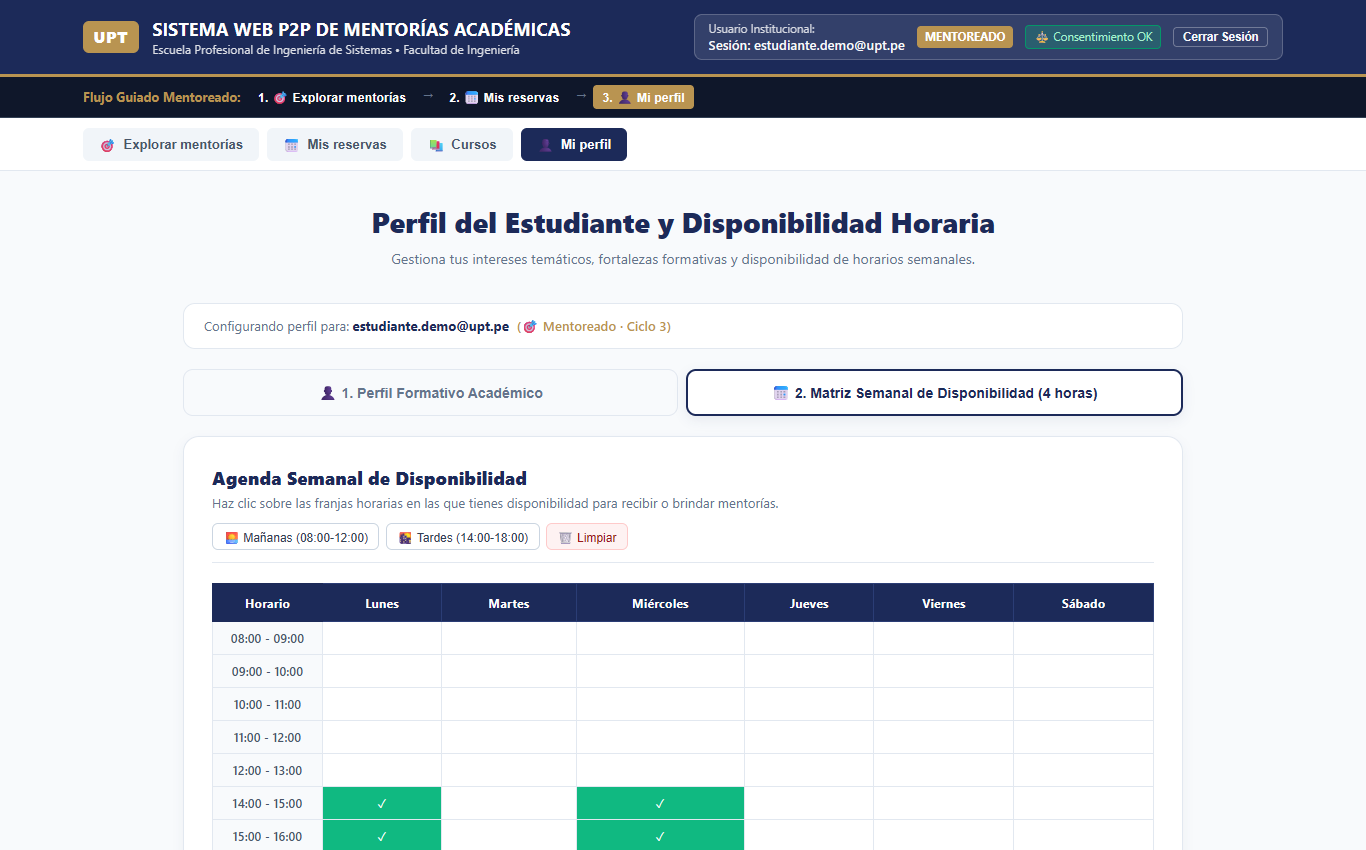 UPT
SISTEMA WEB P2P DE MENTORÍAS ACADÉMICAS
Escuela Profesional de Ingeniería de Sistemas • Facultad de Ingeniería
Usuario Institucional:
Sesión: estudiante.demo@upt.pe
MENTOREADO
Consentimiento OK
Cerrar Sesión
Flujo Guiado Mentoreado: 1. Explorar mentorías → 2. Mis reservas → 3. Mi perfil
Explorar mentorías Mis reservas Cursos Mi perfil
Perfil del Estudiante y Disponibilidad Horaria
Gestiona tus intereses temáticos, fortalezas formativas y disponibilidad de horarios semanales.
Configurando perfil para: estudiante.demo@upt.pe ( Mentoreado · Ciclo 3)
1. Perfil Formativo Académico
2. Matriz Semanal de Disponibilidad (4 horas)
Agenda Semanal de Disponibilidad
Haz clic sobre las franjas horarias en las que tienes disponibilidad para recibir o brindar mentorías.
Mañanas (08:00-12:00) Tardes (14:00-18:00) Limpiar
Horario Lunes Martes Miércoles Jueves Viernes Sábado
08:00 - 09:00
09:00 - 10:00
10:00 - 11:00
11:00 - 12:00
12:00 - 13:00
14:00 - 15:00 ✓ ✓
15:00 - 16:00 ✓ ✓